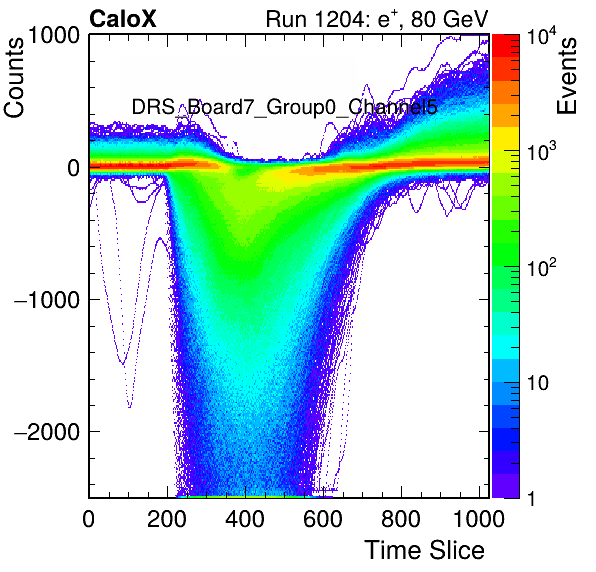 CaloX Run 1204: e+, 80 GeV
DRS_Board7_Group0_Channel5
Counts
Events
1000
0
−1000
−2000
0 200 400 600 800 1000
Time Slice
10^4
10^3
10^2
10
1